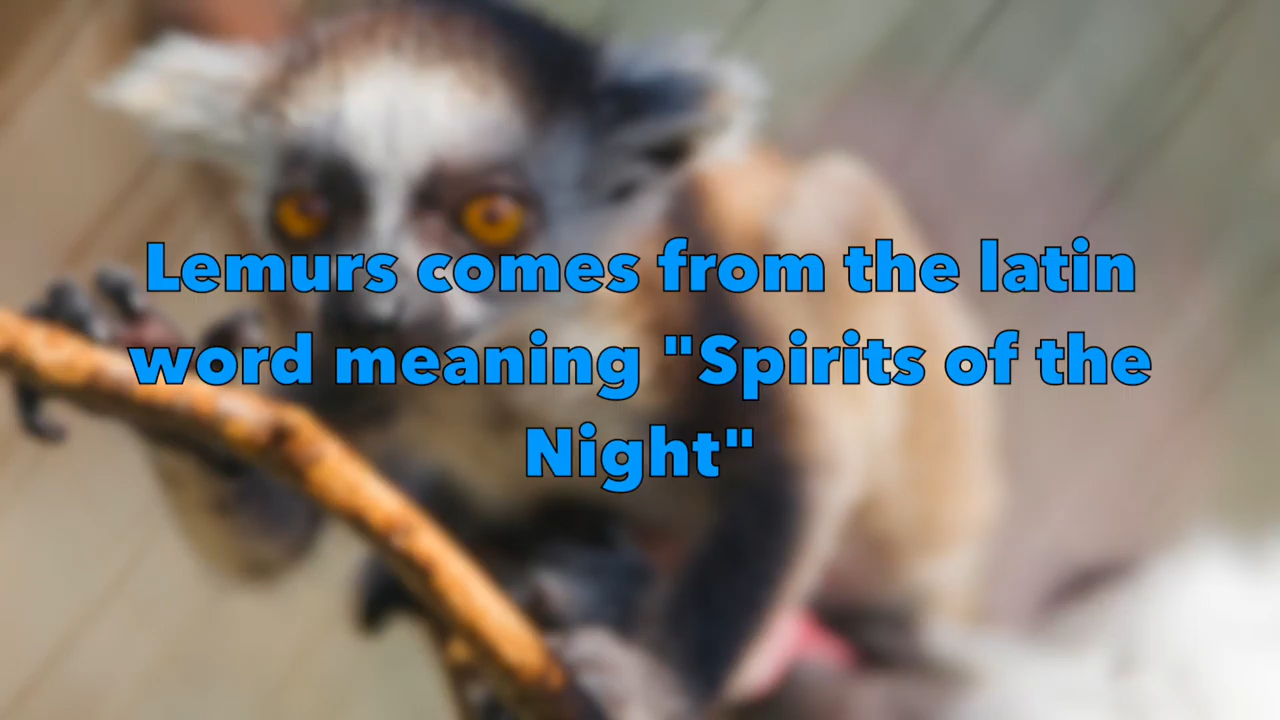 Lemurs comes from the latin
word meaning "Spirits of the
Night"